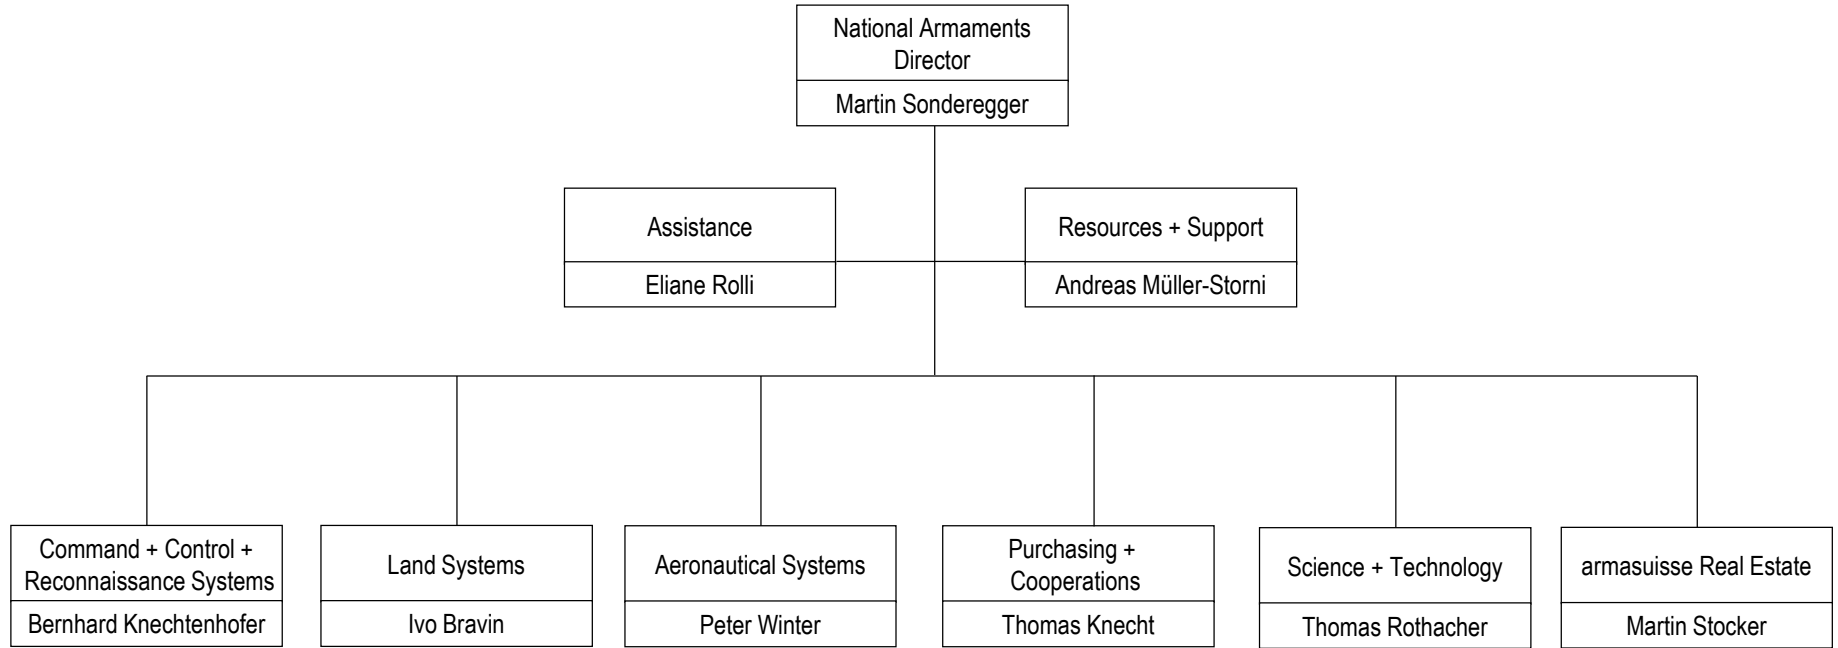 National Armaments
Director
Martin Sonderegger
Assistance
Eliane Rolli
Resources + Support
Andreas Müller-Storni
Command + Control +
Reconnaissance Systems
Bernhard Knechtenhofer
Land Systems
Ivo Bravin
Aeronautical Systems
Peter Winter
Purchasing +
Cooperations
Thomas Knecht
Science + Technology
Thomas Rothacher
armasuisse Real Estate
Martin Stocker